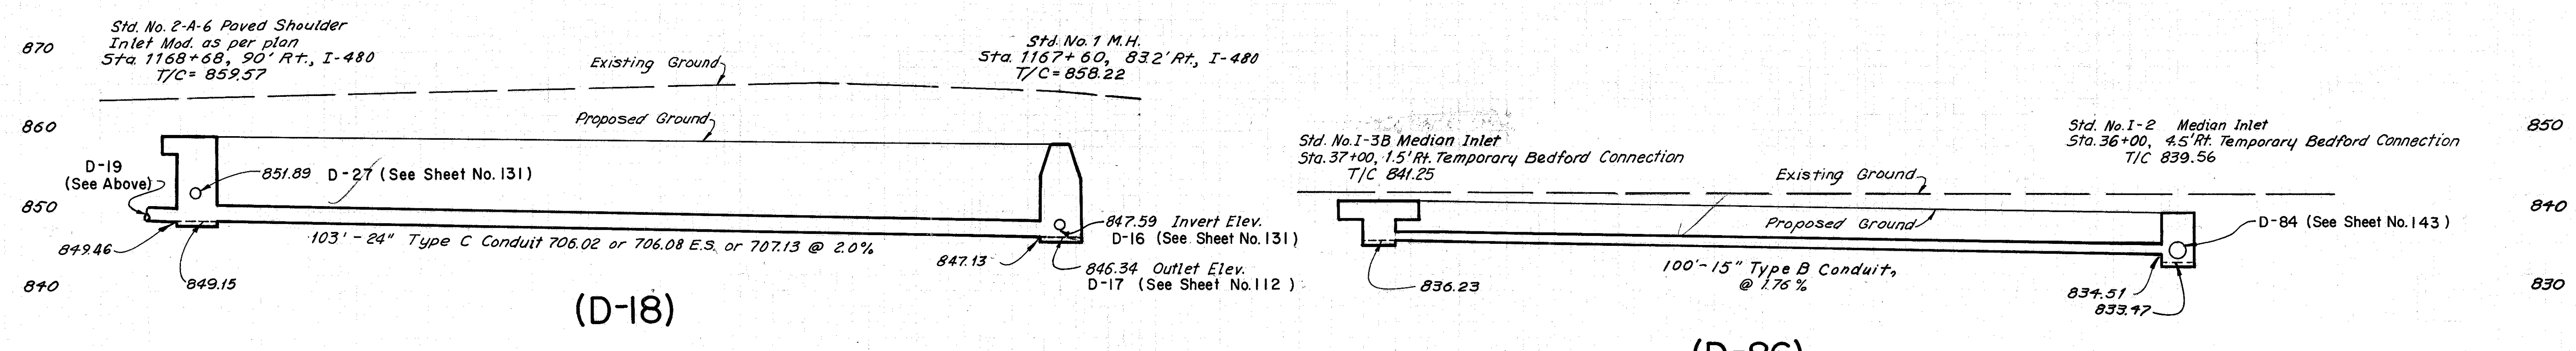 870
860
850
840
Std. No. 2-A-6 Paved Shoulder
Inlet Mod. as per plan
Sta. 1168+68, 90' Rt., I-480
T/C= 859.57
Existing Ground
Std. No. 1 M.H.
Sta. 1167+60, 83.2' Rt., I-480
T/C=858.22
Proposed Ground
D-19
(See Above)
851.89 D-27 (See Sheet No. 131)
849.46
849.15
103'-24" Type C Conduit 706.02 or 706.08 E.S. or 707.13 @ 2.0%
847.13
847.59 Invert Elev.
D-16 (See Sheet No. 131)
846.34 Outlet Elev.
D-17 (See Sheet No. 112)
(D-18)
Std. No. I-3B Median Inlet
Sta. 37+00, 1.5' Rt. Temporary Bedford Connection
T/C 841.25
Existing Ground
Proposed Ground
Std. No. I-2 Median Inlet
Sta. 36+00, 4.5' Rt. Temporary Bedford Connection
T/C 839.56
D-84 (See Sheet No. 143)
836.23
100'-15" Type B Conduit,
@ 1.76%
834.51
833.47
850
840
830